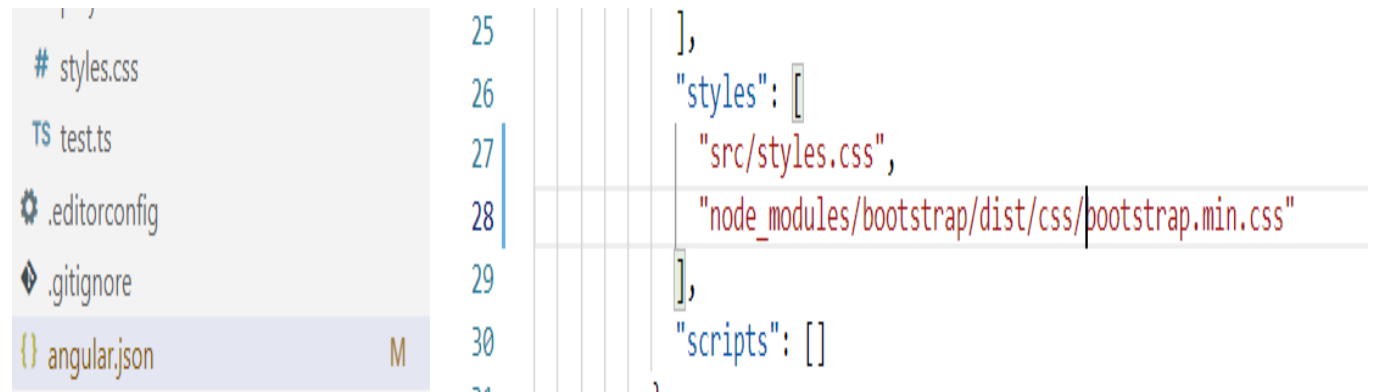 styles.css
TS test.ts
.editorconfig
.gitignore
{} angular.json M
25 ],
26 "styles": [
27 "src/styles.css",
28 "node_modules/bootstrap/dist/css/bootstrap.min.css"
29 ],
30 "scripts": []